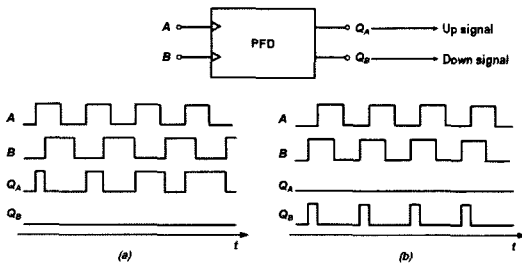 A PFD QA Up signal
B QB Down signal
A A
B B
QA QA
QB QB
t t
(a) (b)